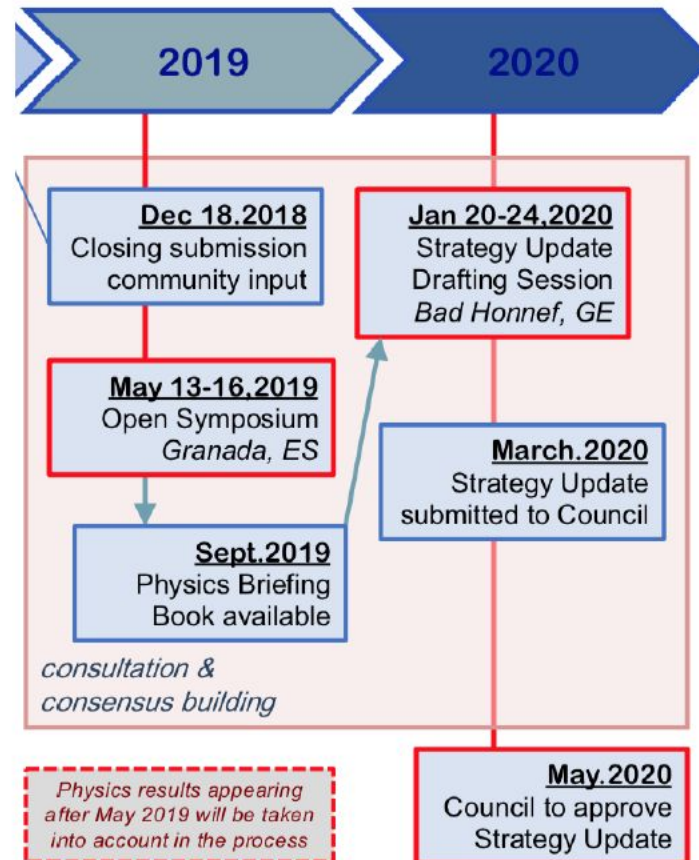 2019
2020
Dec 18.2018
Closing submission
community input
May 13-16,2019
Open Symposium
Granada, ES
Sept.2019
Physics Briefing
Book available
Jan 20-24,2020
Strategy Update
Drafting Session
Bad Honnef, GE
March.2020
Strategy Update
submitted to Council
consultation &
consensus building
Physics results appearing
after May 2019 will be taken
into account in the process
May.2020
Council to approve
Strategy Update